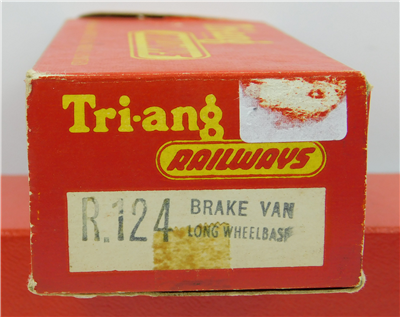 Tri-ang
RAILWAYS
R.124 BRAKE VAN
LONG WHEELBASE